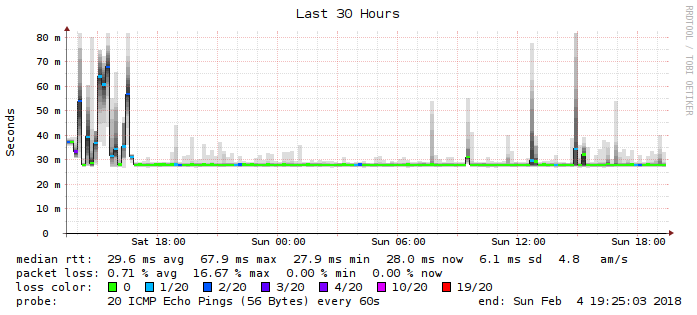 Last 30 Hours
RRDTOOL / TOBI OETIKER
Seconds
80 m
70 m
60 m
50 m
40 m
30 m
20 m
10 m
0
Sat 18:00 Sun 00:00 Sun 06:00 Sun 12:00 Sun 18:00
median rtt: 29.6 ms avg 67.9 ms max 27.9 ms min 28.0 ms now 6.1 ms sd 4.8 am/s
packet loss: 0.71 % avg 16.67 % max 0.00 % min 0.00 % now
loss color: 0 1/20 2/20 3/20 4/20 10/20 19/20
probe: 20 ICMP Echo Pings (56 Bytes) every 60s end: Sun Feb 4 19:25:03 2018